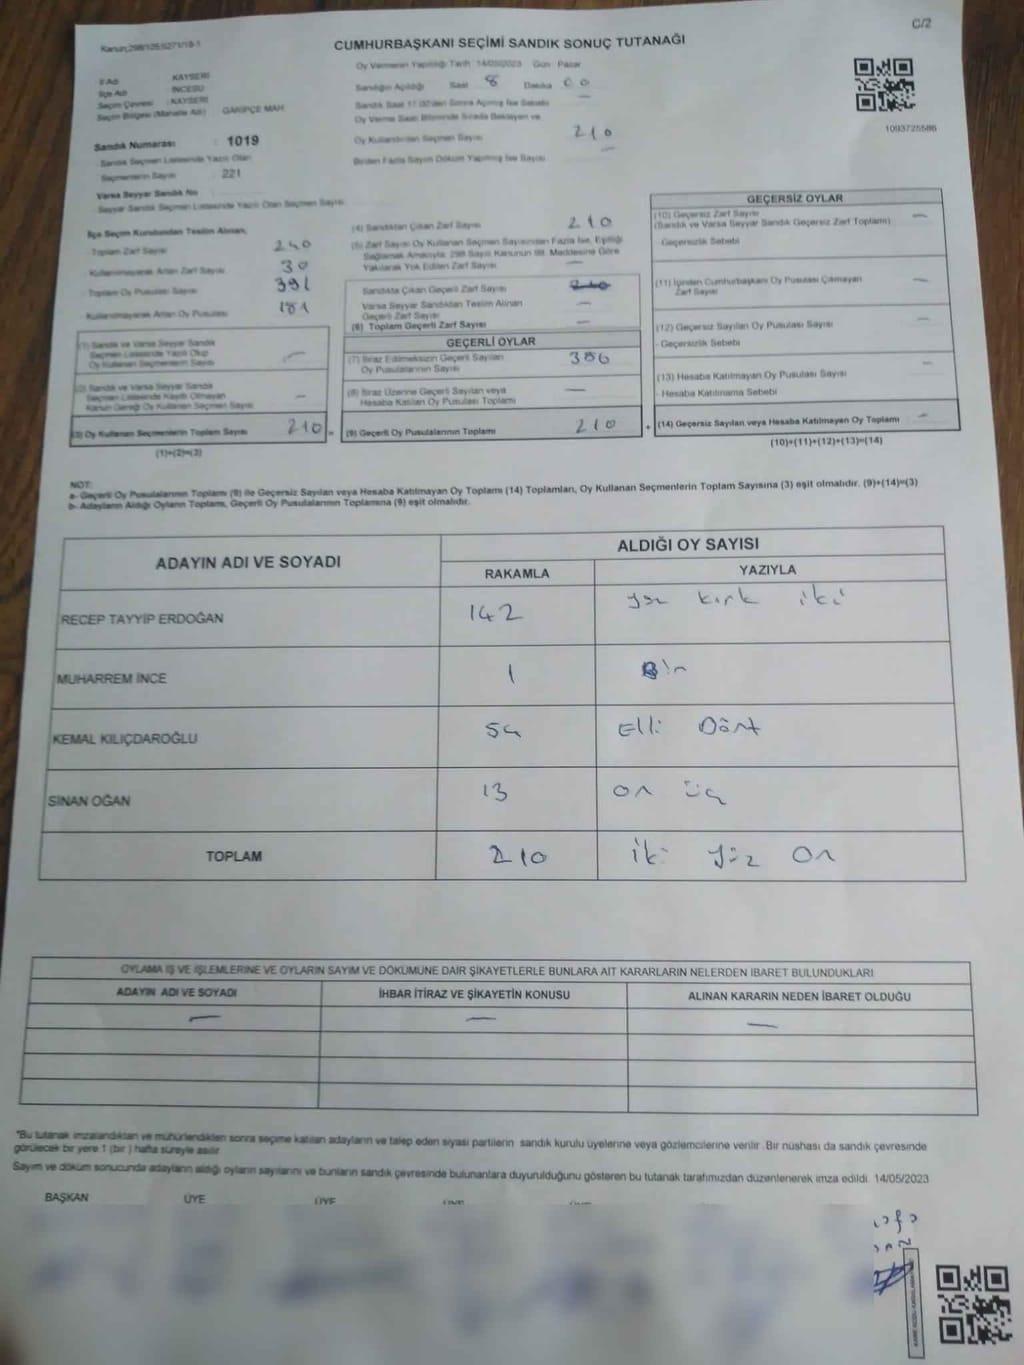 Kanun:298/105,6271/19-1
C/2
CUMHURBAŞKANI SEÇİMİ SANDIK SONUÇ TUTANAĞI
Oy Vermenin Yapıldığı Tarih : 14/05/2023 Gün : Pazar
İl Adı : KAYSERİ
İlçe Adı : İNCESU
Seçim Çevresi : KAYSERİ
Seçim Bölgesi (Mahalle Adı) : GARİPÇE MAH.
Sandığın Açıldığı Saat 8 Dakika 00
Sandık Saat 17.00'den Sonra Açılmış İse Sebebi —
Oy Verme Saati Bitiminde Sırada Bekleyen ve
Oy Kullandırılan Seçmen Sayısı 210
Birden Fazla Sayım Döküm Yapılmış İse Sayısı —
1093725586
Sandık Numarası : 1019
Sandık Seçmen Listesinde Yazılı Olan
Seçmenlerin Sayısı : 221
Varsa Seyyar Sandık No
Seyyar Sandık Seçmen Listesinde Yazılı Olan Seçmen Sayısı
İlçe Seçim Kurulundan Teslim Alınan,
Toplam Zarf Sayısı 240
Kullanılmayarak Artan Zarf Sayısı 30
Toplam Oy Pusulası Sayısı 391
Kullanılmayarak Artan Oy Pusulası 181
(1) Sandık ve Varsa Seyyar Sandık
Seçmen Listesinde Yazılı Olup
Oy Kullanan Seçmenlerin Sayısı —
(2) Sandık ve Varsa Seyyar Sandık
Seçmen Listesinde Kayıtlı Olmayan
Kanun Gereği Oy Kullanan Seçmen Sayısı —
(3) Oy Kullanan Seçmenlerin Toplam Sayısı 210
(1)+(2)=(3)
(4) Sandıktan Çıkan Zarf Sayısı 210
(5) Zarf Sayısı Oy Kullanan Seçmen Sayısından Fazla İse, Eşitliği
Sağlamak Amacıyla, 298 Sayılı Kanunun 98. Maddesine Göre
Yakılarak Yok Edilen Zarf Sayısı —
Sandıkta Çıkan Geçerli Zarf Sayısı
Varsa Seyyar Sandıktan Teslim Alınan
Geçerli Zarf Sayısı —
(6) Toplam Geçerli Zarf Sayısı —
GEÇERLİ OYLAR
(7) İtiraz Edilmeksizin Geçerli Sayılan
Oy Pusulalarının Sayısı
(8) İtiraz Üzerine Geçerli Sayılan veya
Hesaba Katılan Oy Pusulası Toplamı —
= (9) Geçerli Oy Pusulalarının Toplamı 210
GEÇERSİZ OYLAR
(10) Geçersiz Zarf Sayısı —
(Sandık ve Varsa Seyyar Sandık Geçersiz Zarf Toplamı)
Geçersizlik Sebebi
(11) İçinden Cumhurbaşkanı Oy Pusulası Çıkmayan —
Zarf Sayısı
(12) Geçersiz Sayılan Oy Pusulası Sayısı —
- Geçersizlik Sebebi
(13) Hesaba Katılmayan Oy Pusulası Sayısı —
- Hesaba Katılmama Sebebi
+ (14) Geçersiz Sayılan veya Hesaba Katılmayan Oy Toplamı —
(10)+(11)+(12)+(13)=(14)
NOT:
a- Geçerli Oy Pusulalarının Toplamı (9) ile Geçersiz Sayılan veya Hesaba Katılmayan Oy Toplamı (14) Toplamları, Oy Kullanan Seçmenlerin Toplam Sayısına (3) eşit olmalıdır. (9)+(14)=(3)
b- Adayların Aldığı Oyların Toplamı, Geçerli Oy Pusulalarının Toplamına (9) eşit olmalıdır.
ADAYIN ADI VE SOYADI
ALDIĞI OY SAYISI
RAKAMLA YAZIYLA
RECEP TAYYİP ERDOĞAN 142 yüz kırk iki
MUHARREM İNCE 1 Bir
KEMAL KILIÇDAROĞLU 54 Elli Dört
SİNAN OĞAN 13 on üç
TOPLAM 210 iki yüz On
OYLAMA İŞ VE İŞLEMLERİNE VE OYLARIN SAYIM VE DÖKÜMÜNE DAİR ŞİKAYETLERLE BUNLARA AİT KARARLARIN NELERDEN İBARET BULUNDUKLARI
ADAYIN ADI VE SOYADI İHBAR İTİRAZ VE ŞİKAYETİN KONUSU ALINAN KARARIN NEDEN İBARET OLDUĞU
— — —
"Bu tutanak imzalandıktan ve mühürlendikten sonra seçime katılan adayların ve talep eden siyasi partilerin sandık kurulu üyelerine veya gözlemcilerine verilir. Bir nüshası da sandık çevresinde
görülecek bir yere 1 (bir ) hafta süreyle asılır.
Sayım ve döküm sonucunda adayların aldığı oyların sayılarını ve bunların sandık çevresinde bulunanlara duyurulduğunu gösteren bu tutanak tarafımızdan düzenlenerek imza edildi. 14/05/2023
BAŞKAN ÜYE ÜYE